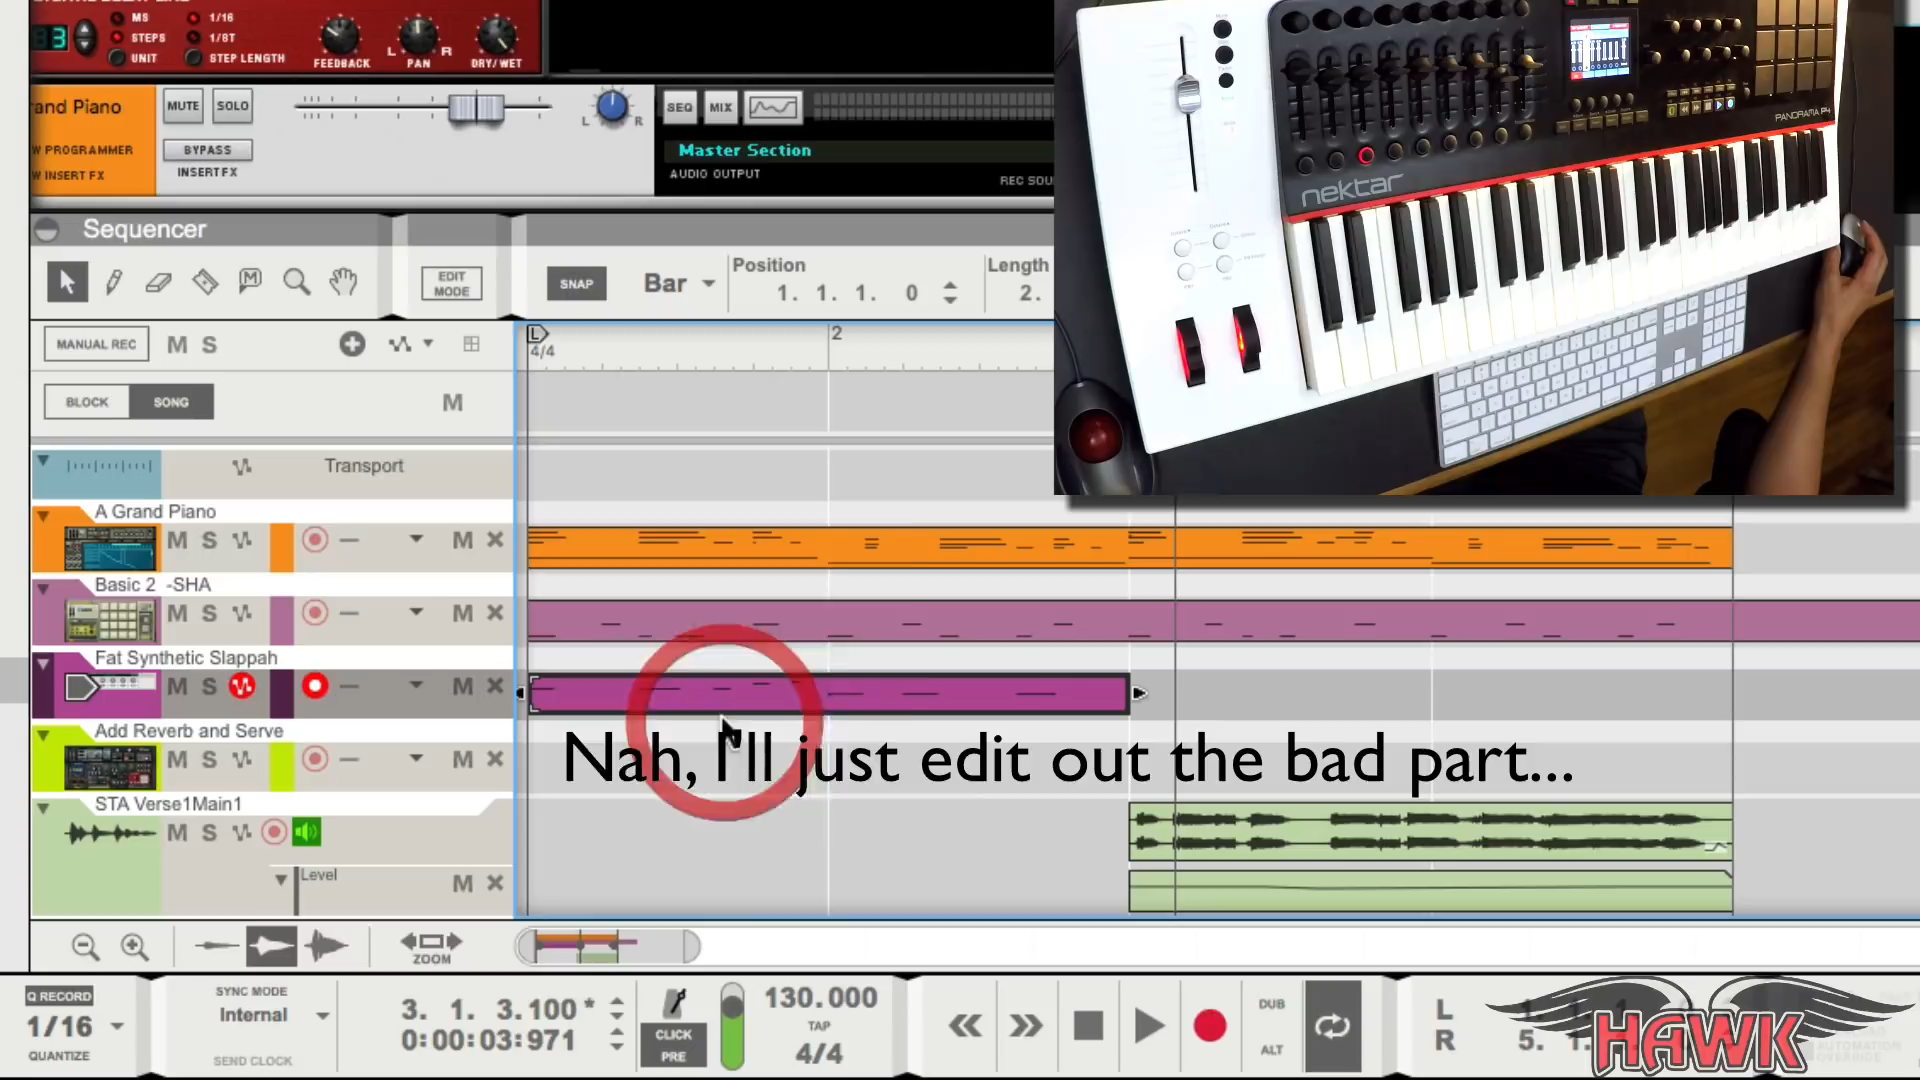 3
MS
STEPS
UNIT
1/16
1/8T
STEP LENGTH
FEEDBACK
L
PAN
R
DRY/WET
rand Piano
W PROGRAMMER
W INSERT FX
MUTE
SOLO
BYPASS
INSERT FX
L
R
SEQ
MIX
Master Section
AUDIO OUTPUT
REC SOU
nektar
PANORAMA P4
Sequencer
EDIT
MODE
SNAP
Bar
Position
1. 1. 1. 0
Length
2.
MANUAL REC
M S
L
4/4
2
BLOCK
SONG
M
Transport
A Grand Piano
M S
M
Basic 2 -SHA
M S
M
Fat Synthetic Slappah
M S
M
Add Reverb and Serve
M S
M
Nah, I'll just edit out the bad part...
STA Verse1Main1
M S
Level
M
ZOOM
Q RECORD
1/16
QUANTIZE
SYNC MODE
Internal
SEND CLOCK
3. 1. 3.100 *
0:00:03:971
CLICK
PRE
130.000
TAP
4/4
DUB
ALT
L
R
5.
HAWK
AUTOMATION
OVERRIDE